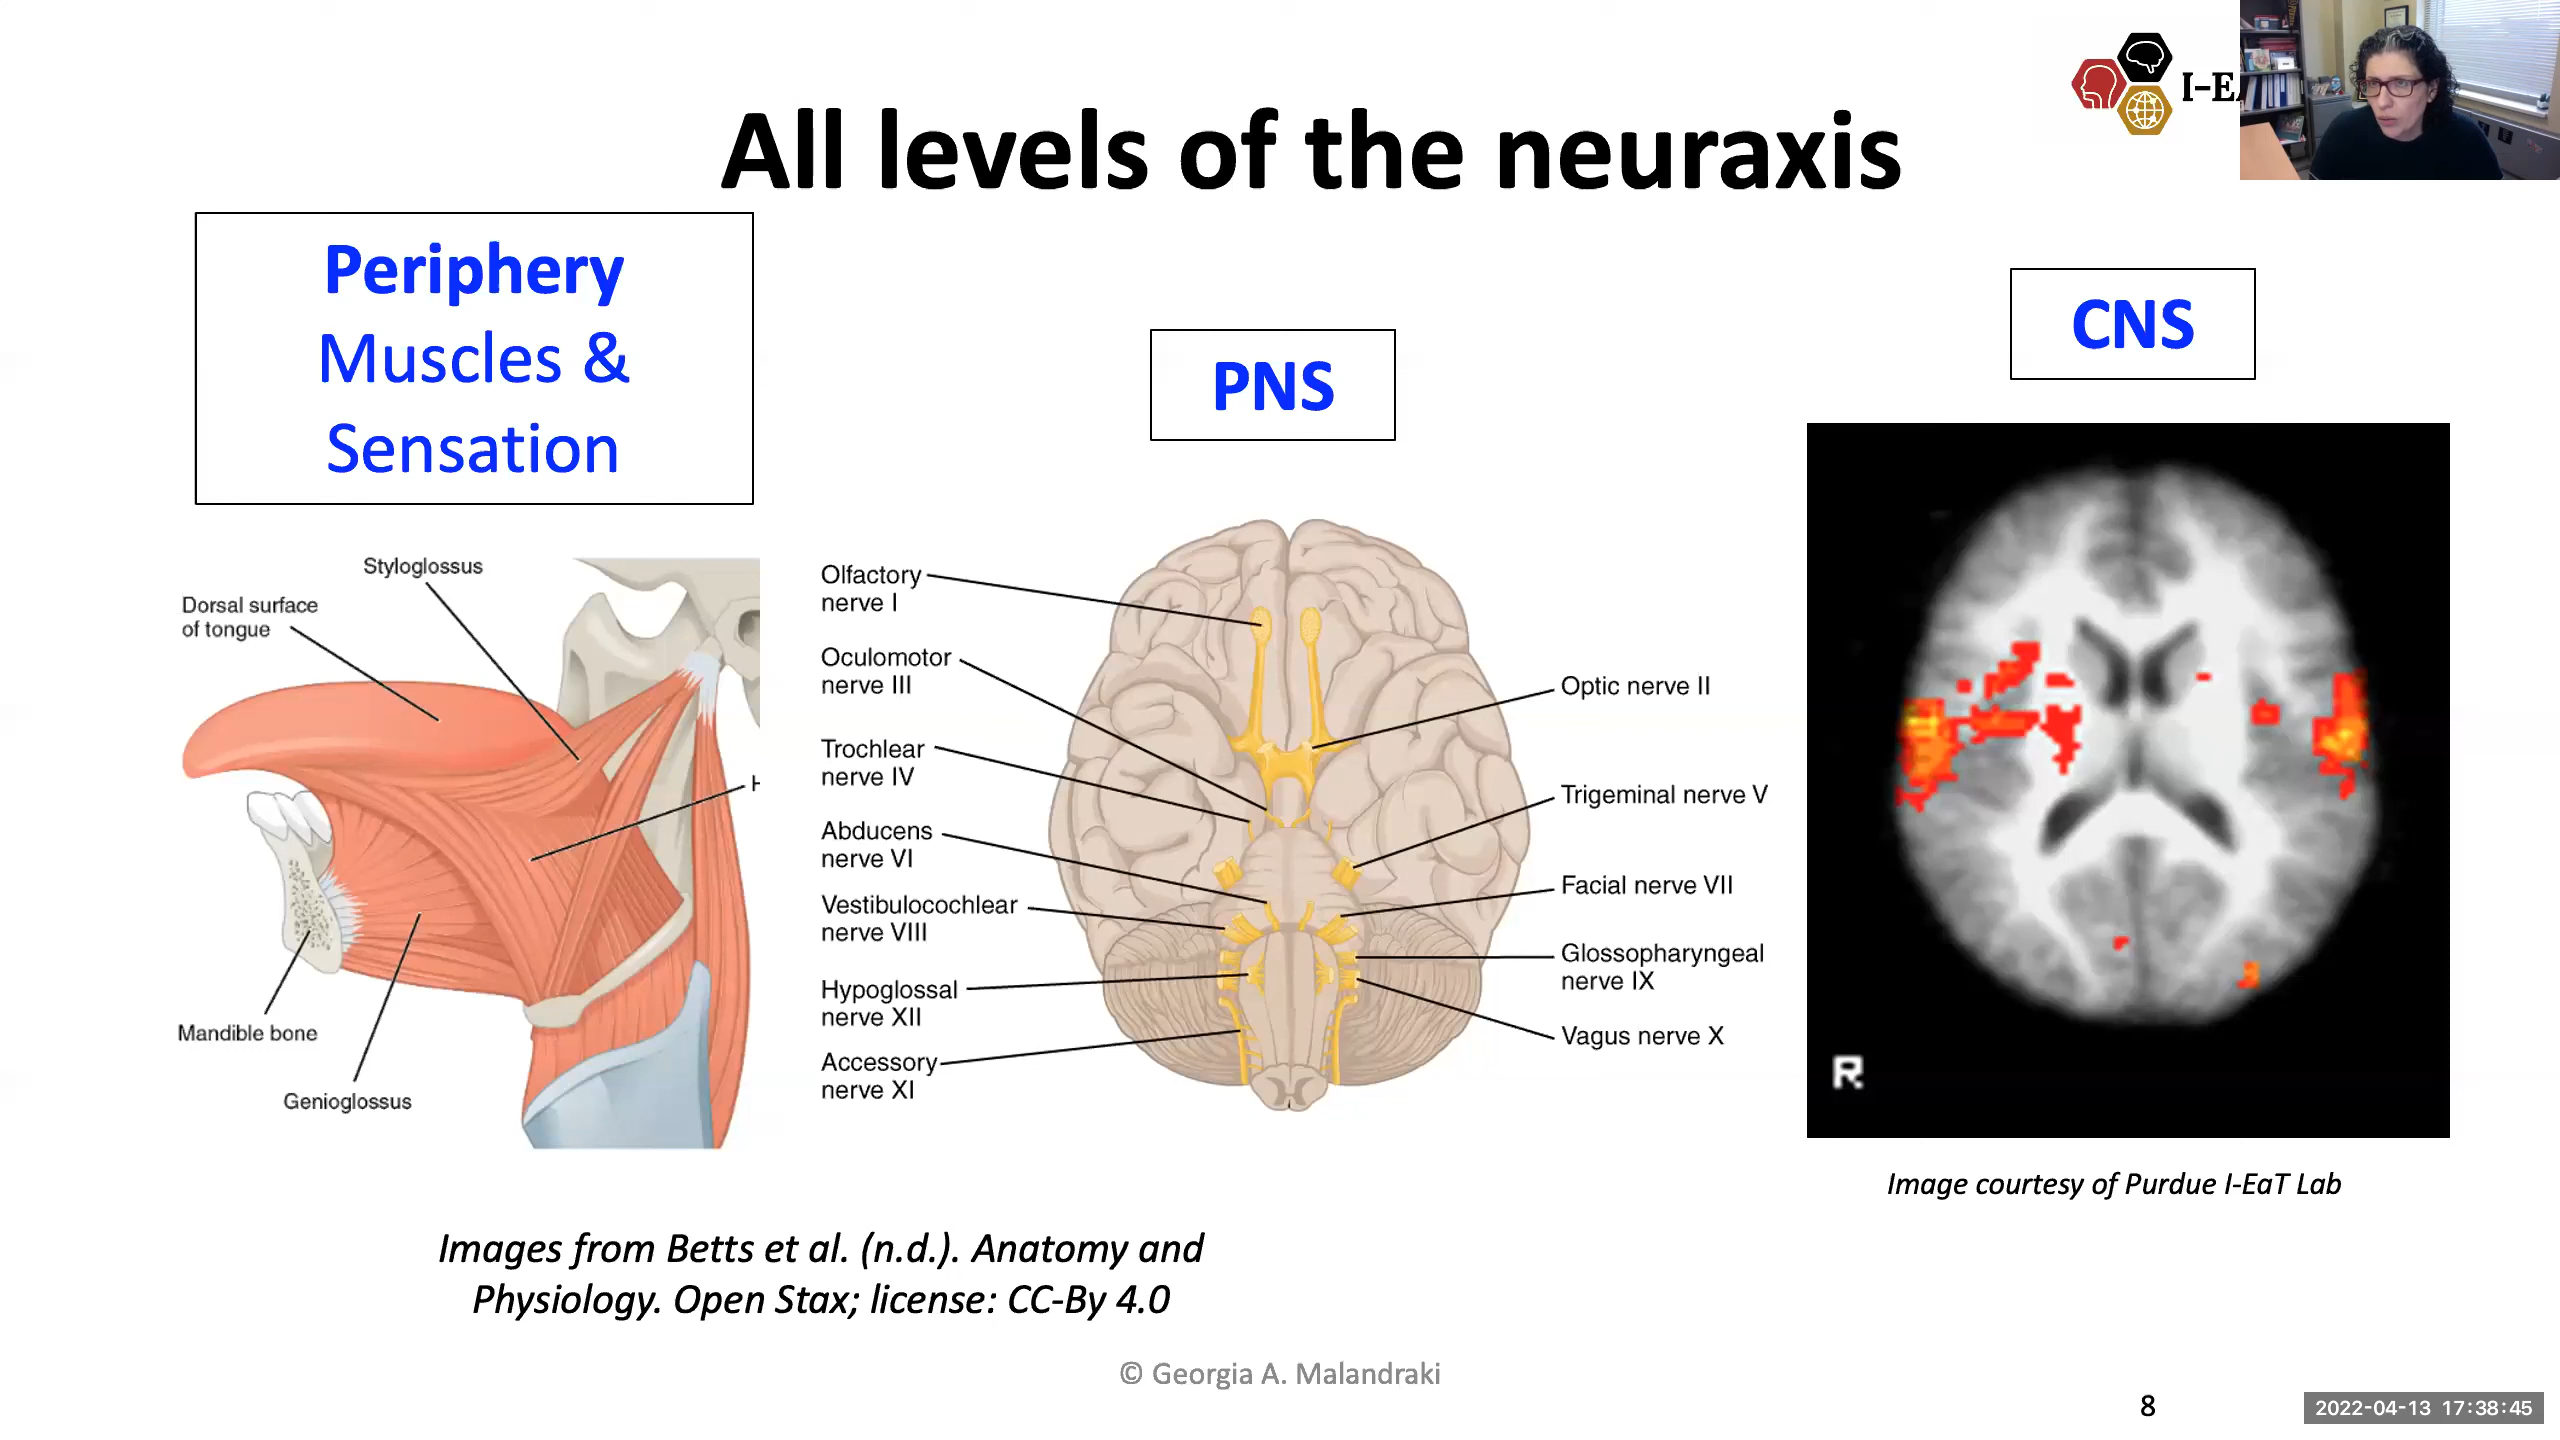 I-E
All levels of the neuraxis
Periphery
Muscles &
Sensation
PNS
CNS
Styloglossus
Dorsal surface
of tongue
H
Mandible bone
Genioglossus
Olfactory
nerve I
Oculomotor
nerve III
Trochlear
nerve IV
Abducens
nerve VI
Vestibulocochlear
nerve VIII
Hypoglossal
nerve XII
Accessory
nerve XI
Optic nerve II
Trigeminal nerve V
Facial nerve VII
Glossopharyngeal
nerve IX
Vagus nerve X
R
Image courtesy of Purdue I-EaT Lab
Images from Betts et al. (n.d.). Anatomy and
Physiology. Open Stax; license: CC-By 4.0
© Georgia A. Malandraki
8
2022-04-13 17:38:45